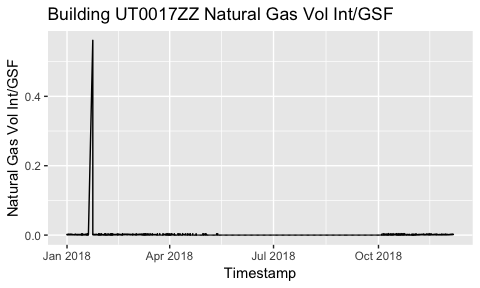 Building UT0017ZZ Natural Gas Vol Int/GSF
Natural Gas Vol Int/GSF
0.4
0.2
0.0
Jan 2018 Apr 2018 Jul 2018 Oct 2018
Timestamp